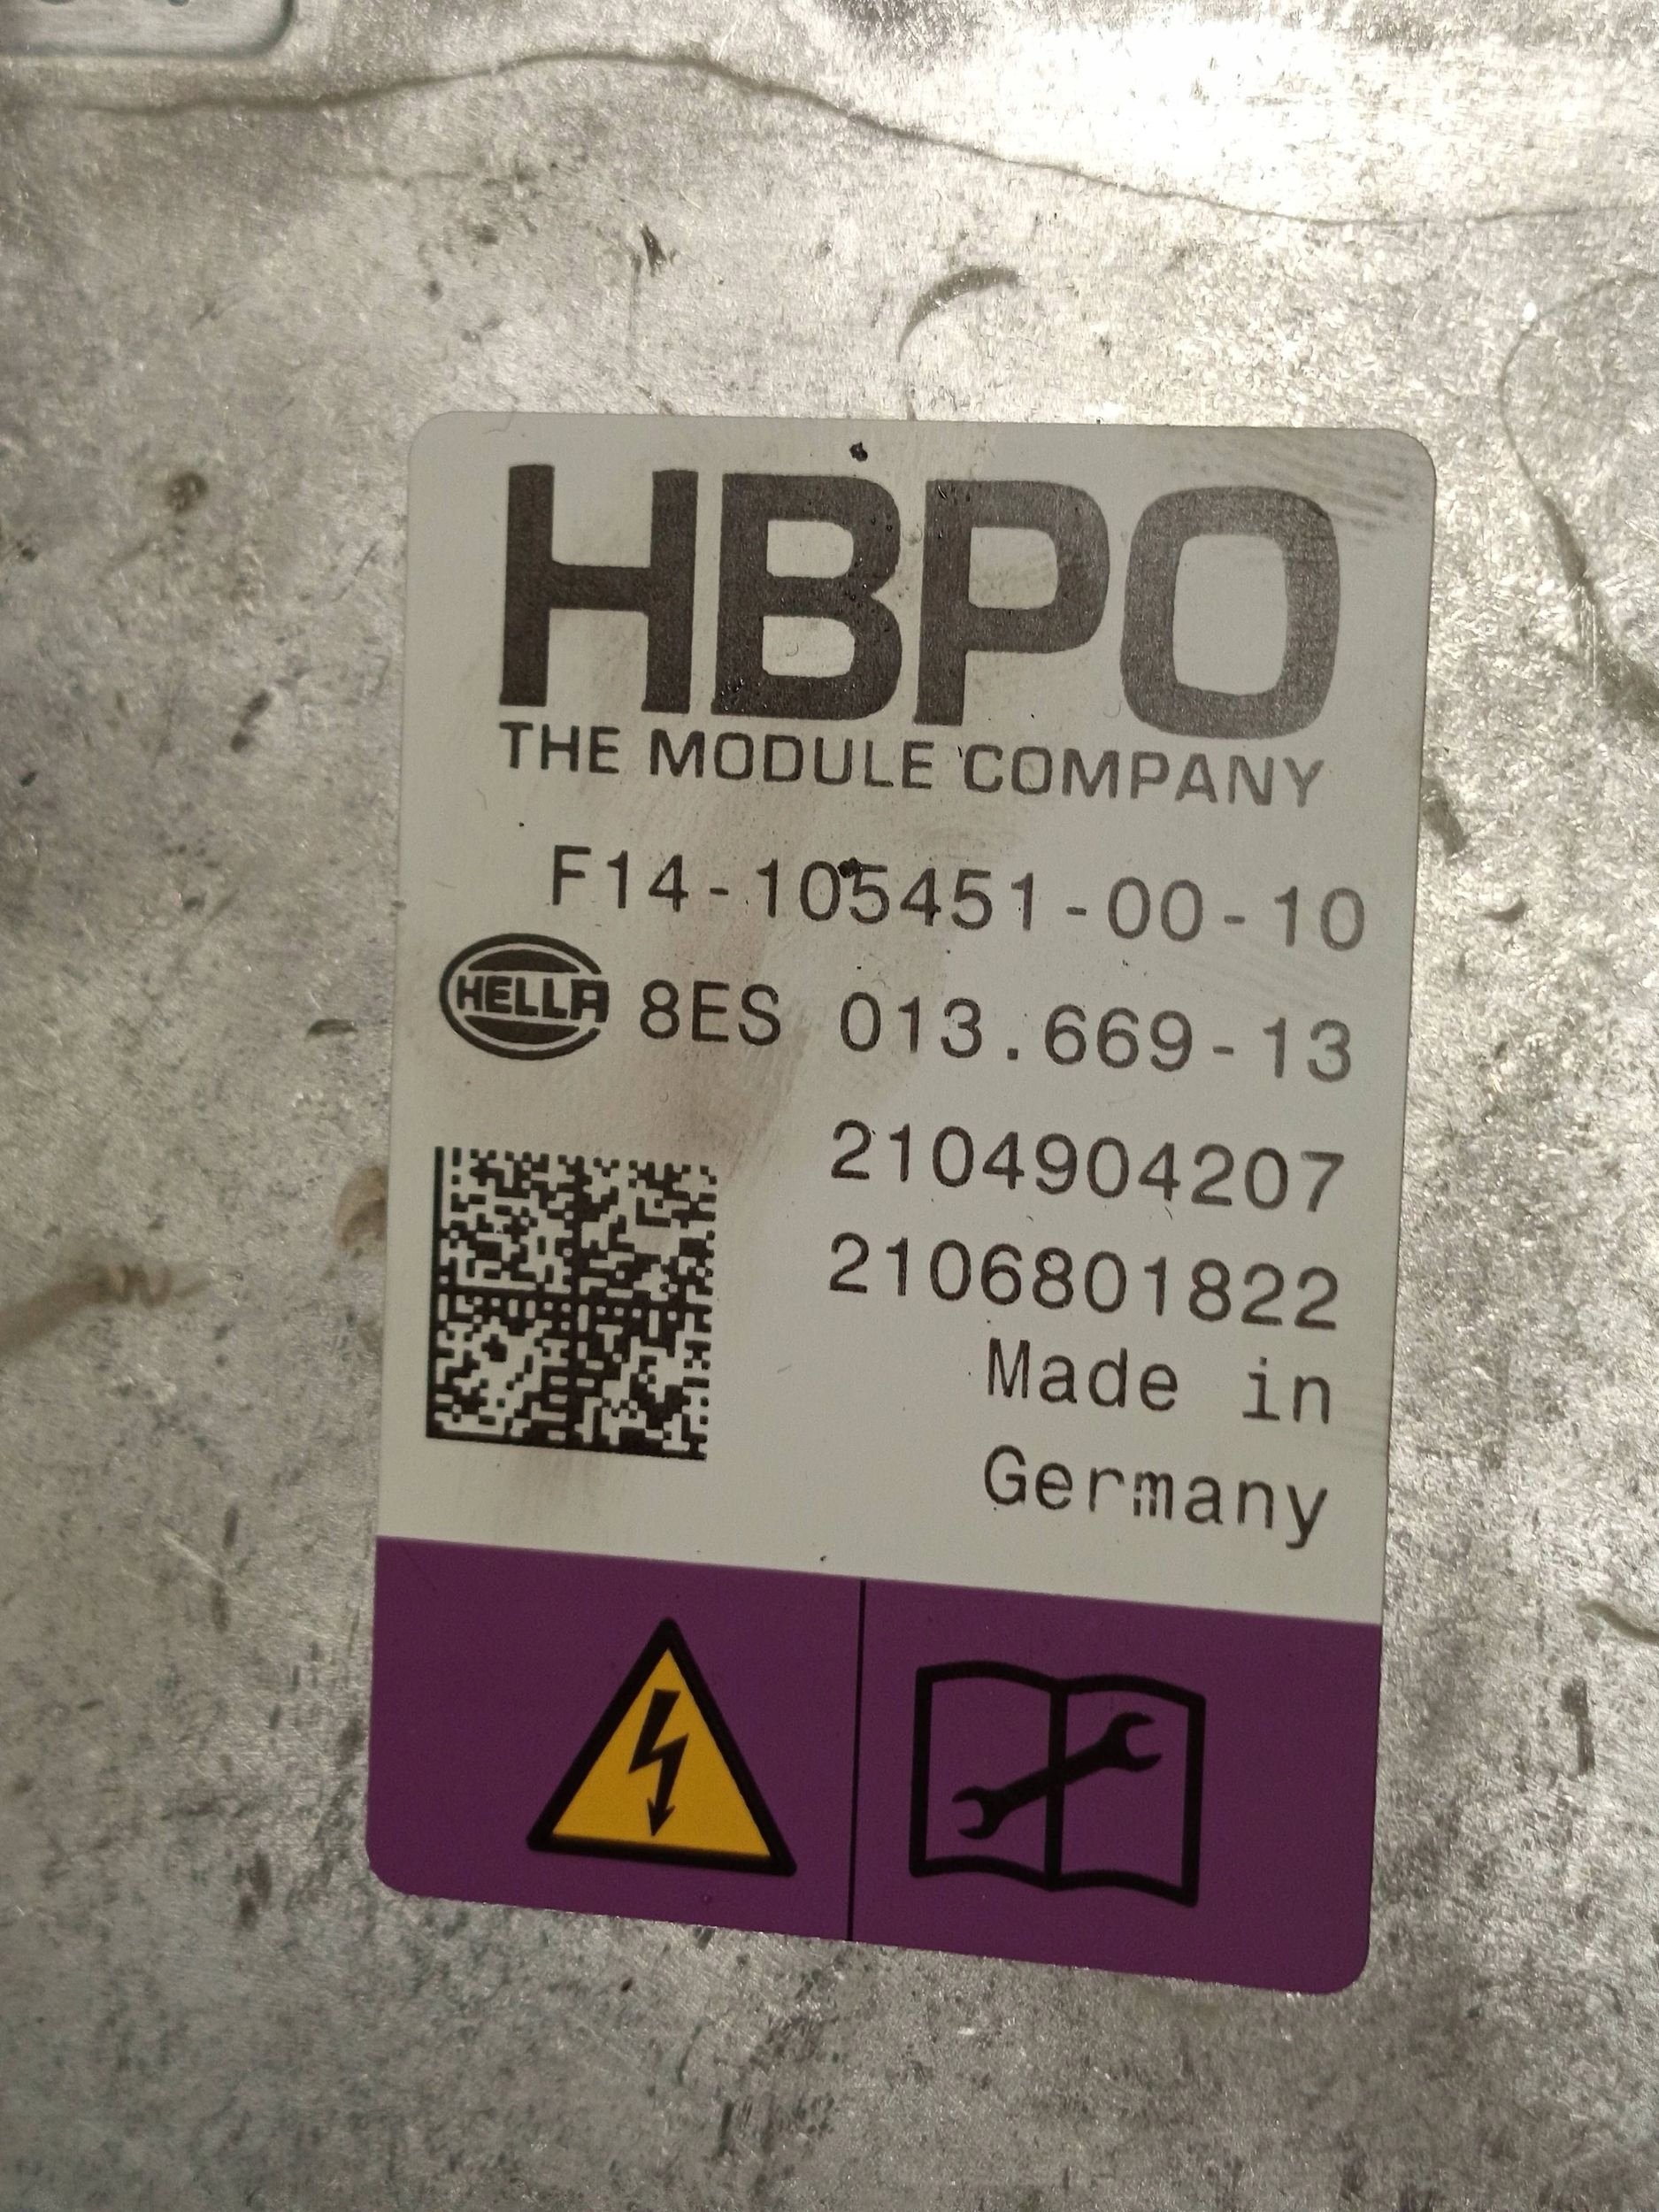 HBPO
THE MODULE COMPANY
F14-105451-00-10
HELLA 8ES 013.669-13
2104904207
2106801822
Made in
Germany